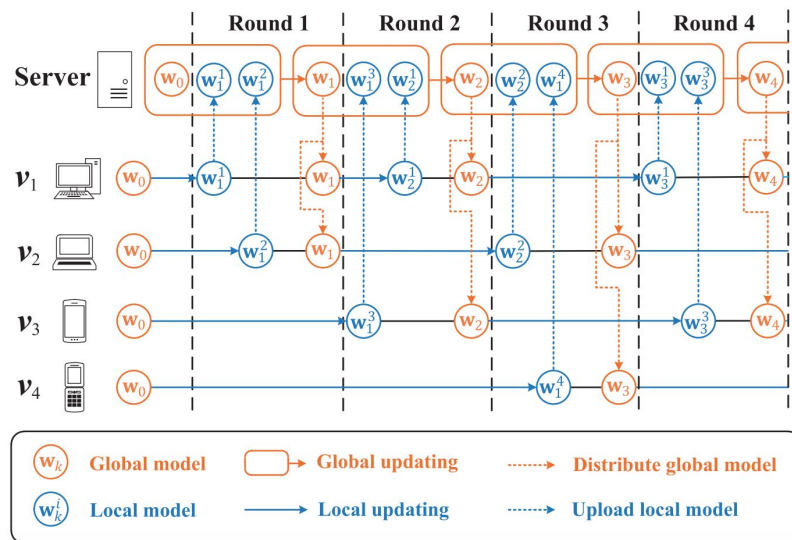 Round 1 Round 2 Round 3 Round 4
Server w₀ w₁¹ w₁² w₁ w₁³ w₂¹ w₂ w₂² w₁⁴ w₃ w₃¹ w₃³ w₄
v₁ w₀ w₁¹ w₁ w₂¹ w₂ w₃¹ w₄
v₂ w₀ w₁² w₁ w₂² w₃
v₃ w₀ w₁³ w₂ w₃³ w₄
v₄ w₀ w₁⁴ w₃
wₖ Global model Global updating Distribute global model
wₖⁱ Local model Local updating Upload local model